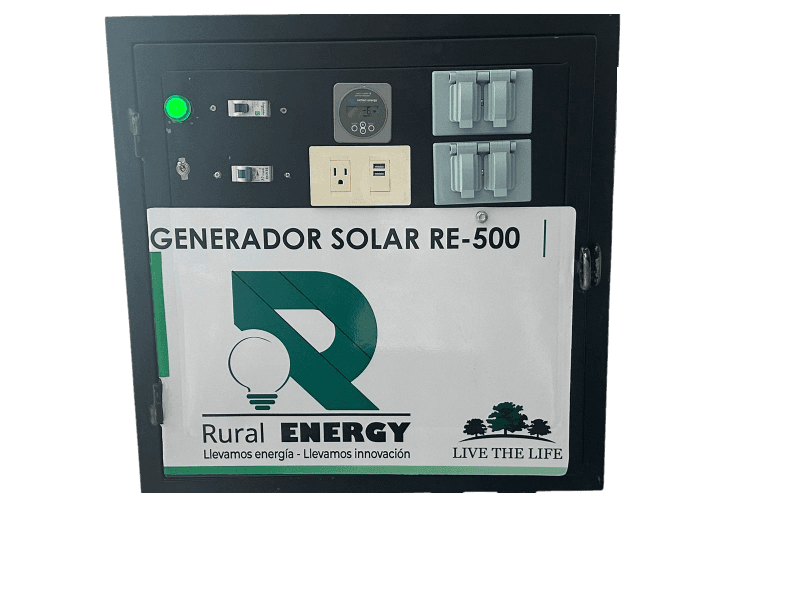 GENERADOR SOLAR RE-500
Rural ENERGY
Llevamos energía - Llevamos innovación
LIVE THE LIFE